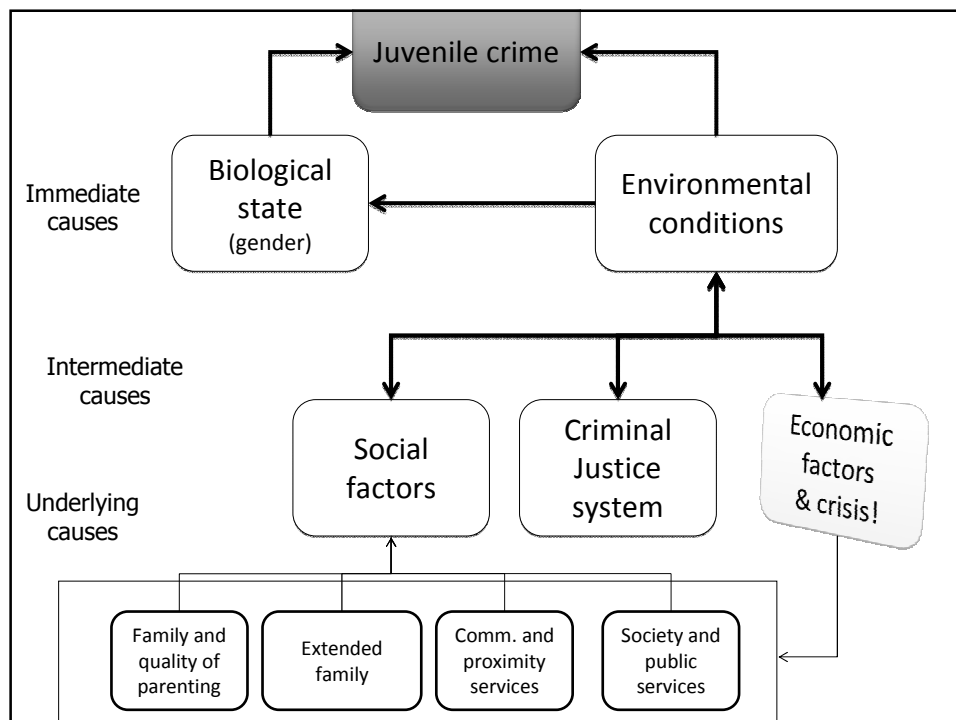 Juvenile crime
Immediate
causes
Biological
state
(gender)
Environmental
conditions
Intermediate
causes
Social
factors
Criminal
Justice
system
Economic
factors
& crisis!
Underlying
causes
Family and
quality of
parenting
Extended
family
Comm. and
proximity
services
Society and
public
services